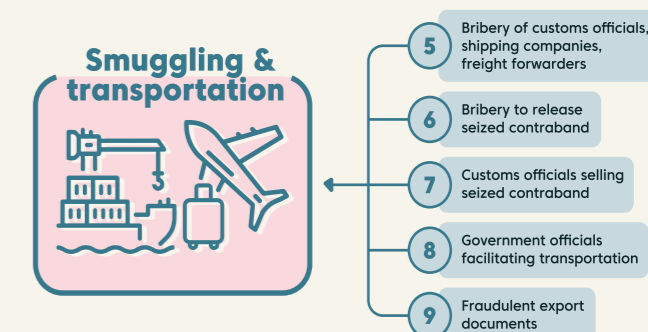 Smuggling &
transportation
5
Bribery of customs officials,
shipping companies,
freight forwarders
6
Bribery to release
seized contraband
7
Customs officials selling
seized contraband
8
Government officials
facilitating transportation
9
Fraudulent export
documents